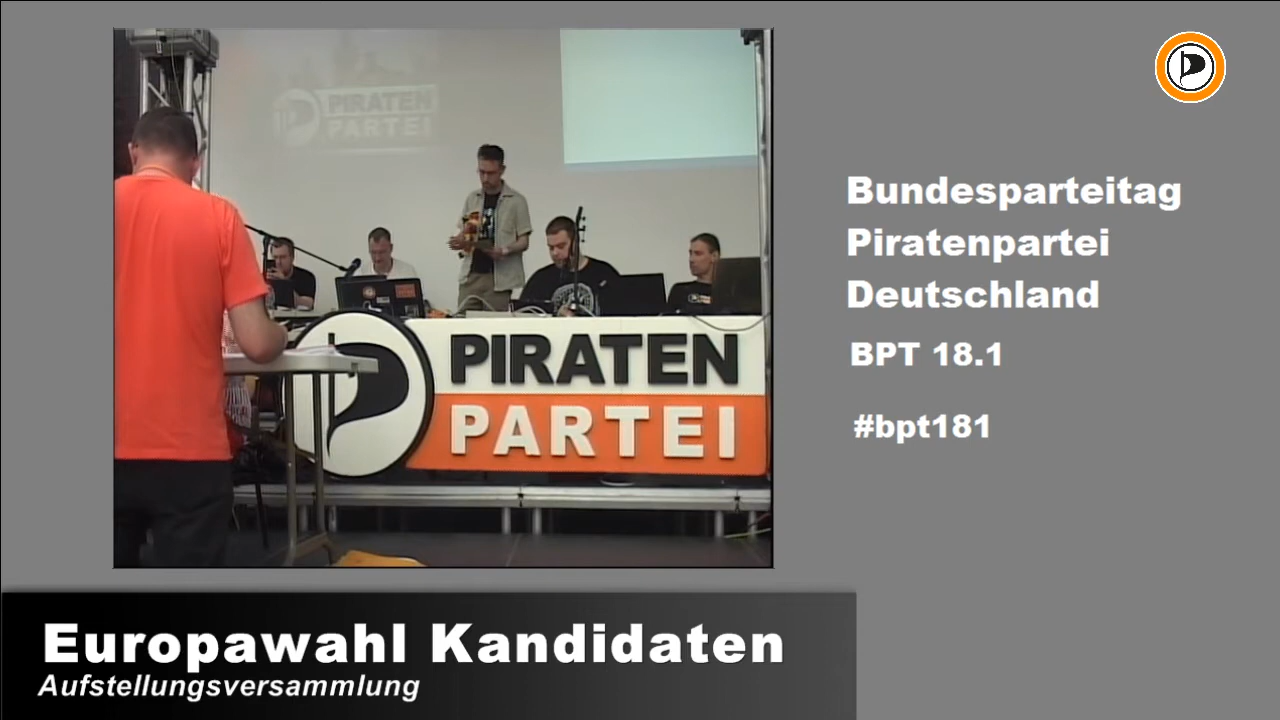 PIRATEN
PARTEI
PIRATEN
PARTEI
Bundesparteitag
Piratenpartei
Deutschland
BPT 18.1
#bpt181
Europawahl Kandidaten
Aufstellungsversammlung